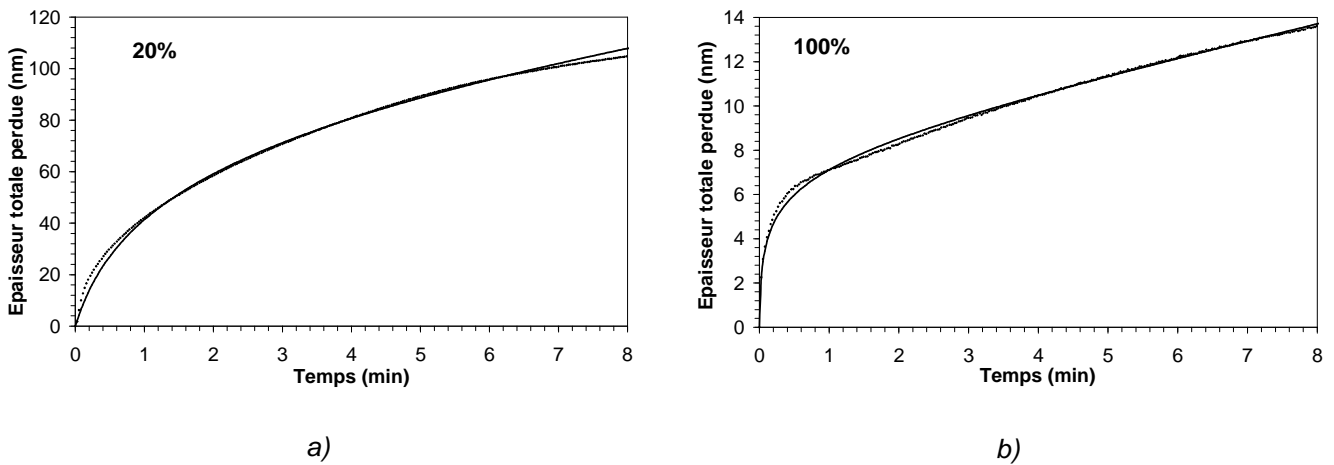 120
100
80
60
40
20
0
Epaisseur totale perdue (nm)
20%
0 1 2 3 4 5 6 7 8
Temps (min)
a)
14
12
10
8
6
4
2
0
Epaisseur totale perdue (nm)
100%
0 1 2 3 4 5 6 7 8
Temps (min)
b)